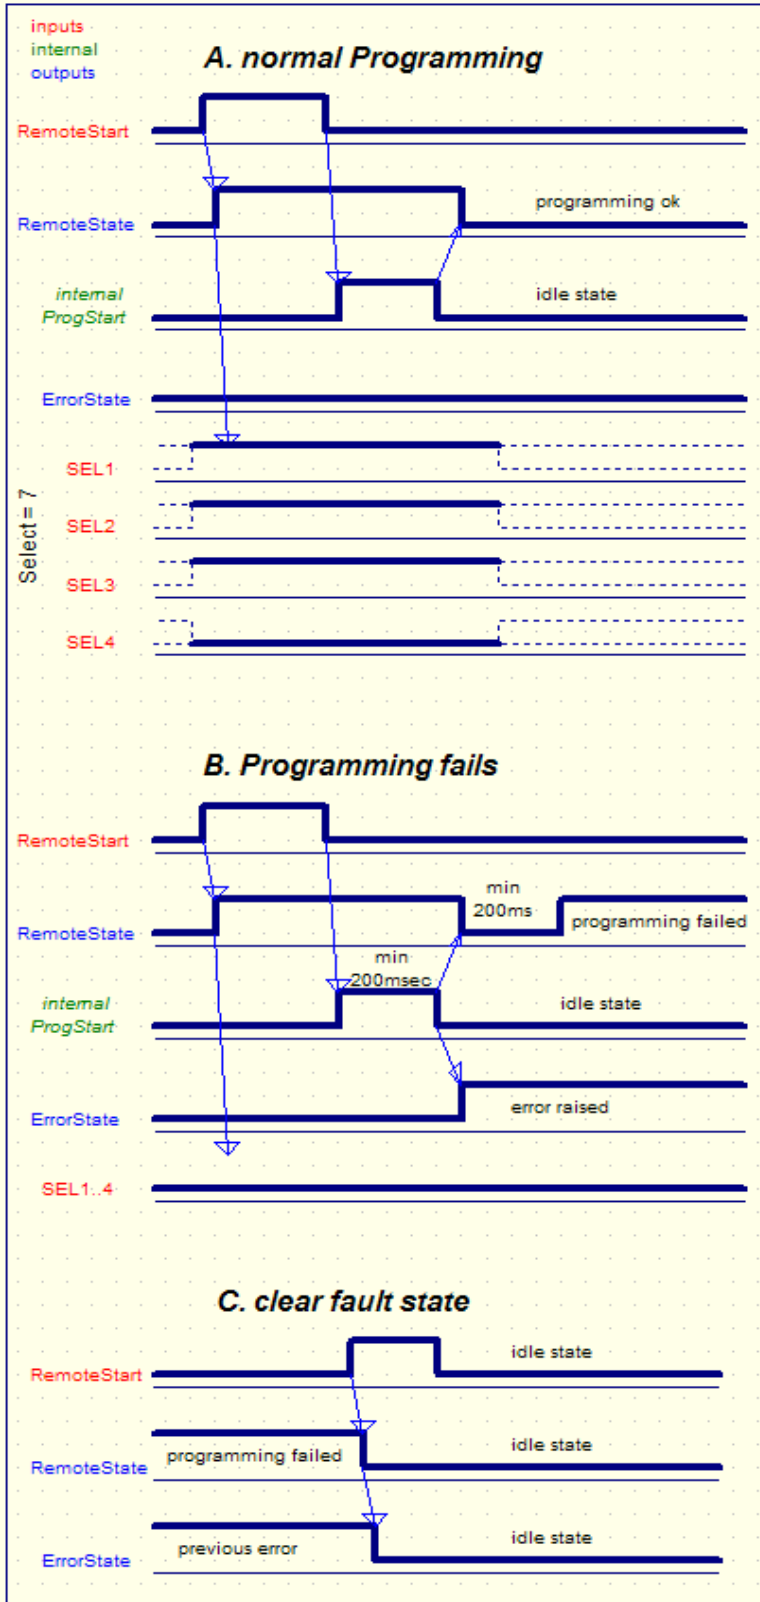 inputs
internal
outputs
A. normal Programming
RemoteStart
RemoteState
programming ok
internal
ProgStart
idle state
ErrorState
Select = 7
SEL1
SEL2
SEL3
SEL4
B. Programming fails
RemoteStart
min
200ms
RemoteState
programming failed
min
200msec
internal
ProgStart
idle state
ErrorState
error raised
SEL1..4
C. clear fault state
RemoteStart
idle state
RemoteState
programming failed
idle state
ErrorState
previous error
idle state